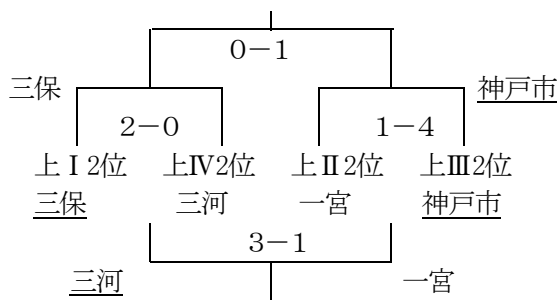 0−1
三保 神戸市
2−0 1−4
上Ⅰ2位 上Ⅳ2位 上Ⅱ2位 上Ⅲ2位
三保 三河 一宮 神戸市
3−1
三河 一宮